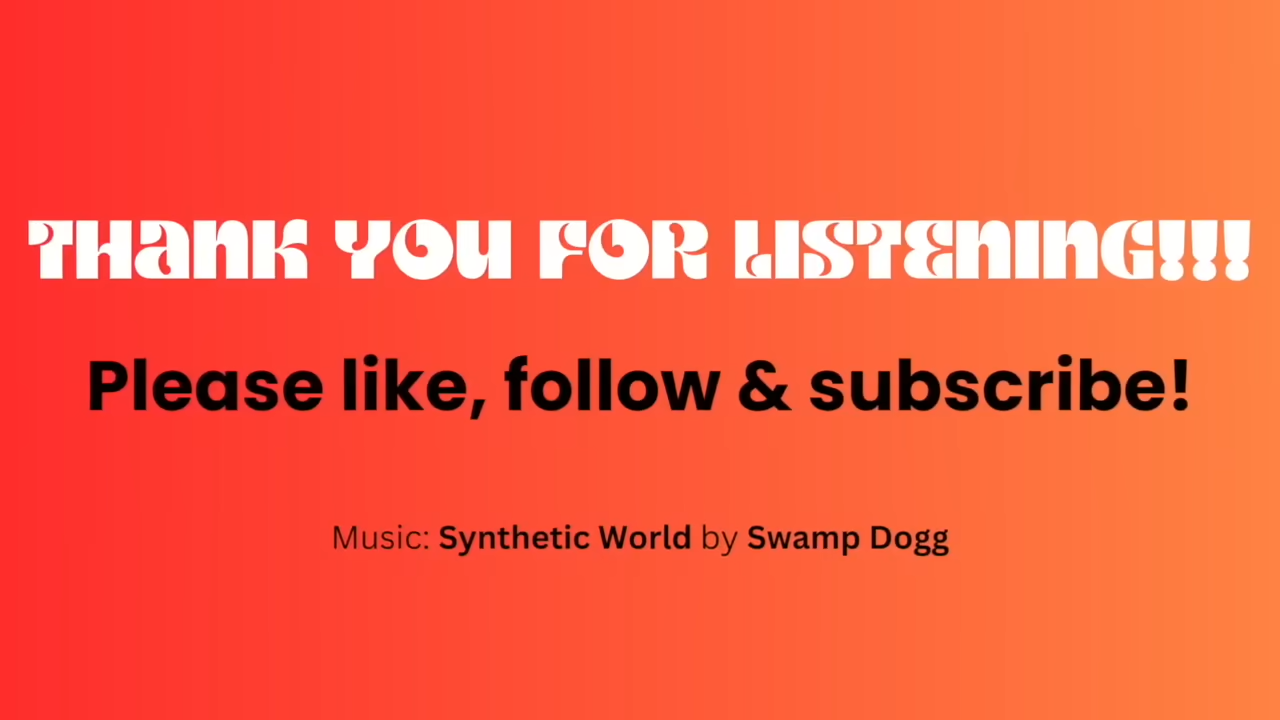 THANK YOU FOR LISTENING!!!
Please like, follow & subscribe!
Music: Synthetic World by Swamp Dogg